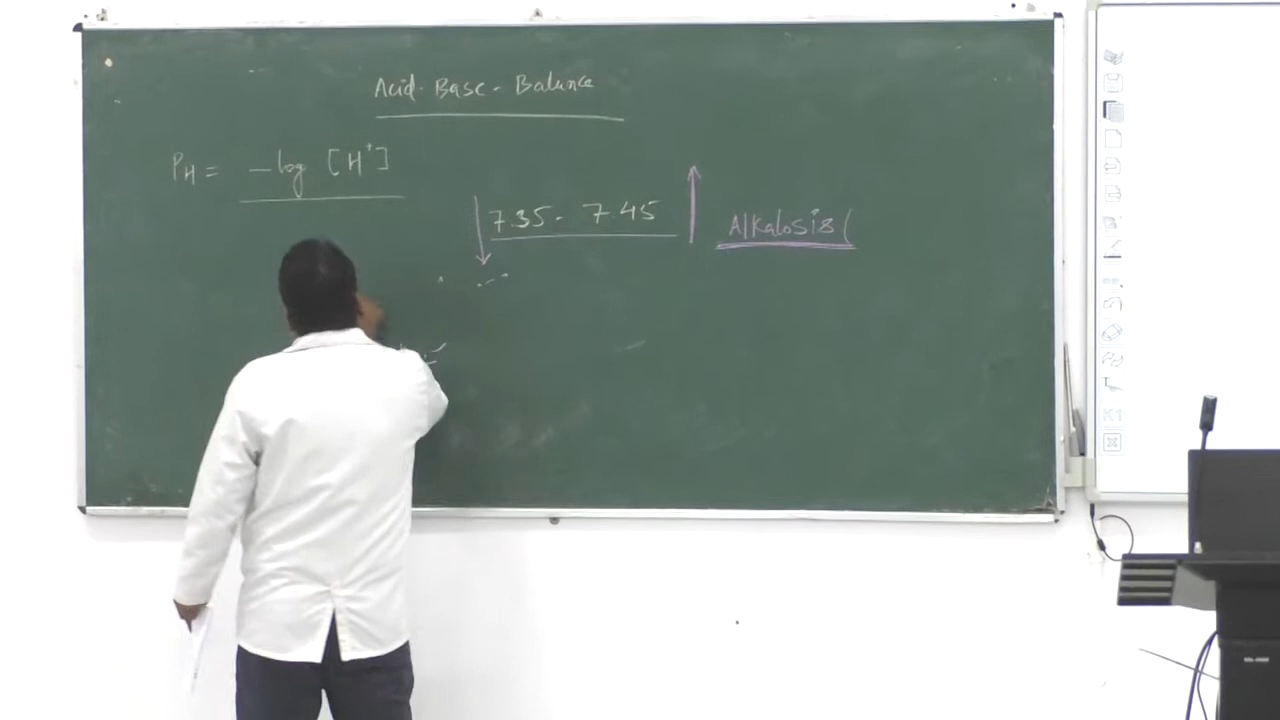 Acid. Base - Balance
PH = -log [H⁺]
↓ 7.35 - 7.45 ↑ Alkalosis (